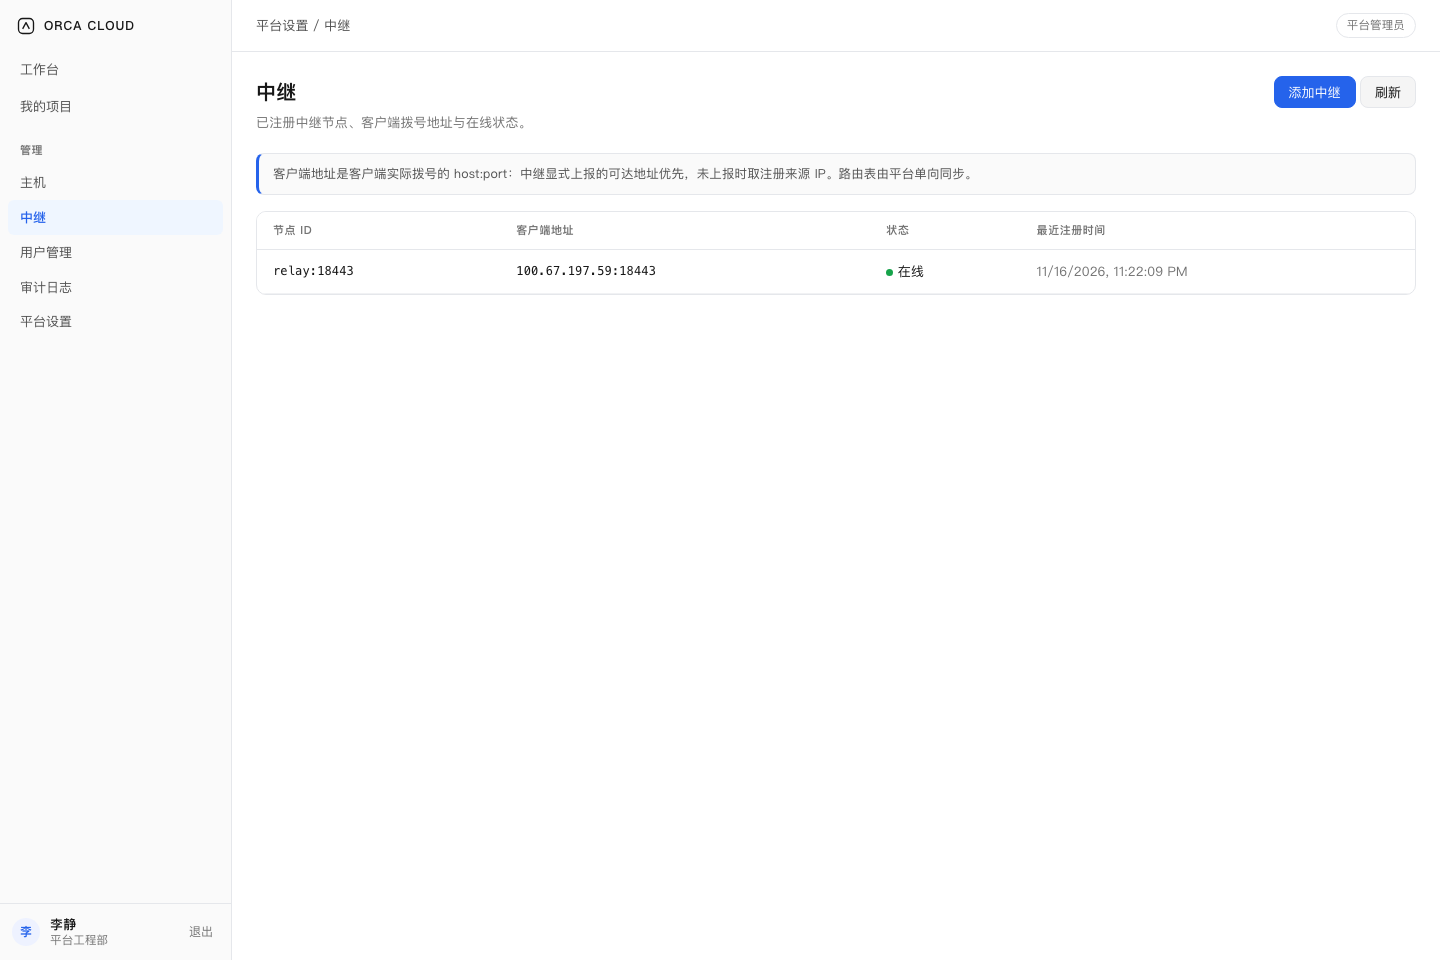 ORCA CLOUD
工作台
我的项目
管理
主机
中继
用户管理
审计日志
平台设置
李
李静
平台工程部
退出
平台设置 / 中继
平台管理员
中继
添加中继
刷新
已注册中继节点、客户端拨号地址与在线状态。
客户端地址是客户端实际拨号的 host:port：中继显式上报的可达地址优先，未上报时取注册来源 IP。路由表由平台单向同步。
节点 ID 客户端地址 状态 最近注册时间
relay:18443 100.67.197.59:18443 在线 11/16/2026, 11:22:09 PM